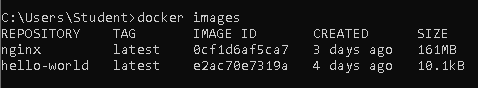 C:\Users\Student>docker images
REPOSITORY    TAG       IMAGE ID       CREATED      SIZE
nginx         latest    0cf1d6af5ca7   3 days ago   161MB
hello-world   latest    e2ac70e7319a   4 days ago   10.1kB